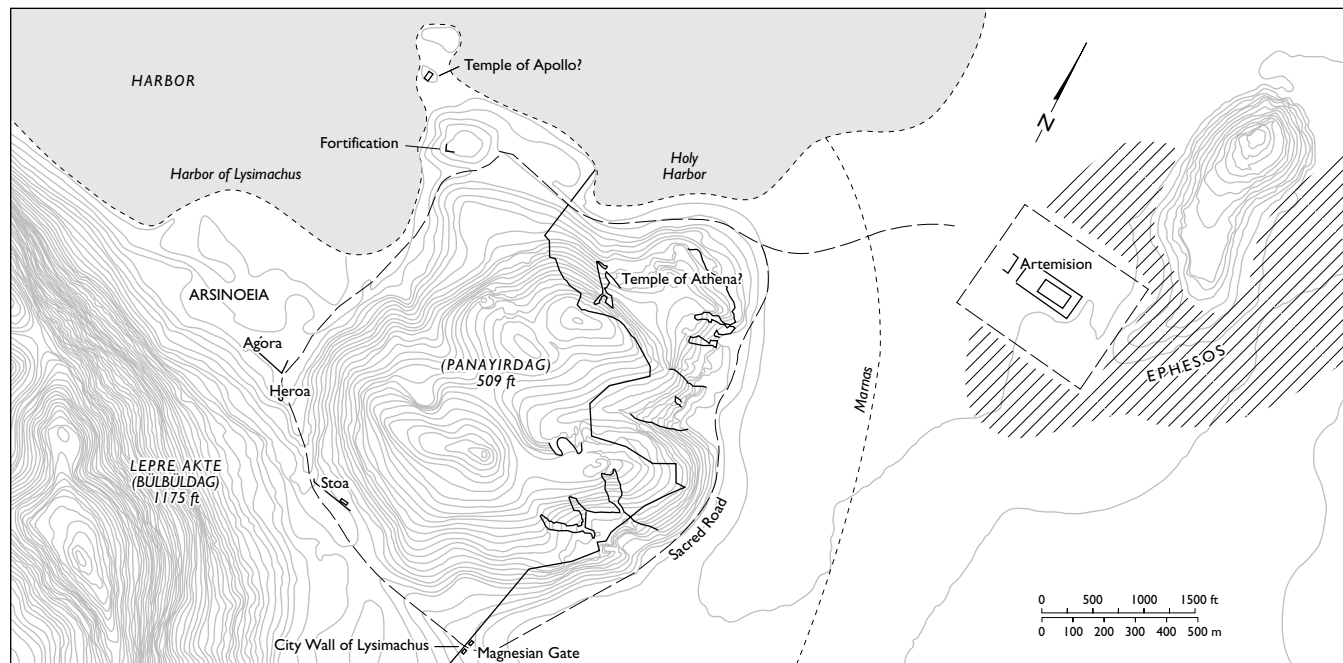 HARBOR
Temple of Apollo?
Fortification
Harbor of Lysimachus
Holy
Harbor
N
ARSINOEIA
Temple of Athena?
Artemision
Agora
(PANAYIRDAG)
509 ft
EPHESOS
Heroa
Marnas
LEPRE AKTE
(BÜLBÜLDAG)
1175 ft
Stoa
Sacred Road
0 500 1000 1500 ft
0 100 200 300 400 500 m
City Wall of Lysimachus
Magnesian Gate